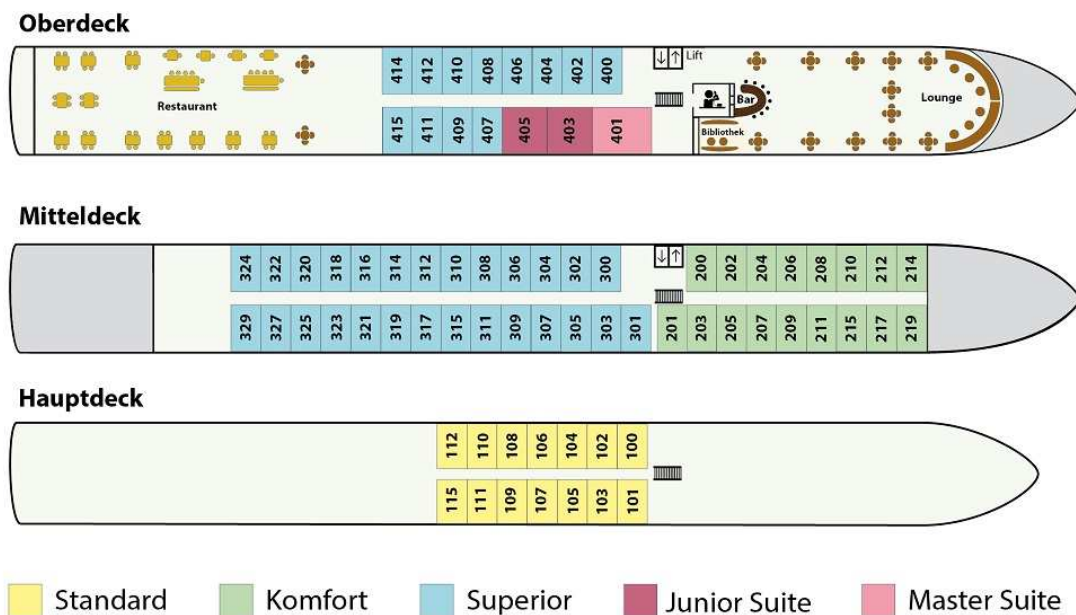 Oberdeck
414 412 410 408 406 404 402 400
Lift
Restaurant
Bar
Lounge
415 411 409 407 405 403 401
Bibliothek
Mitteldeck
324 322 320 318 316 314 312 310 308 306 304 302 300 200 202 204 206 208 210 212 214
329 327 325 323 321 319 317 315 311 309 307 305 303 301 201 203 205 207 209 211 215 217 219
Hauptdeck
112 110 108 106 104 102 100
115 111 109 107 105 103 101
Standard Komfort Superior Junior Suite Master Suite